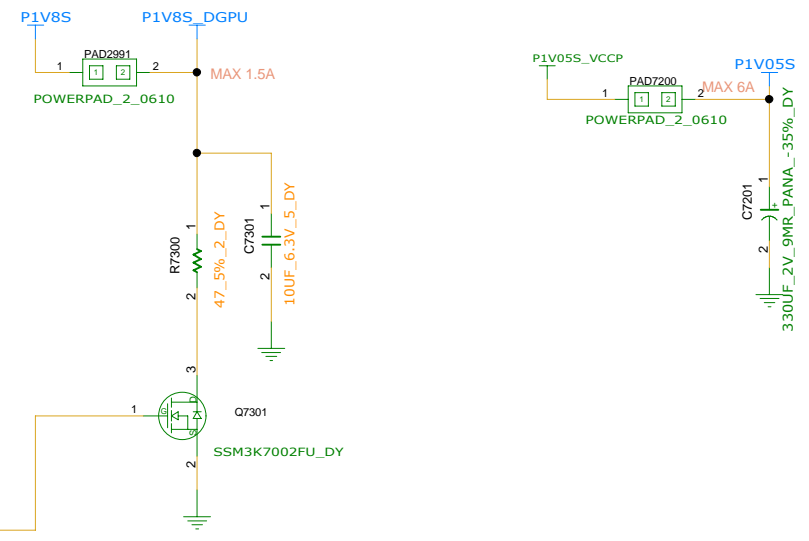 P1V8S
P1V8S_DGPU
PAD2991
1
1
2
2
MAX 1.5A
POWERPAD_2_0610
P1V05S_VCCP
P1V05S
PAD7200
1
1
2
2
MAX 6A
POWERPAD_2_0610
1
C7201
+
2
330UF_2V_9MR_PANA_-35%_DY
1
R7300
2
47_5%_2_DY
1
C7301
2
10UF_6.3V_5_DY
3
1
G
D
S
Q7301
2
SSM3K7002FU_DY